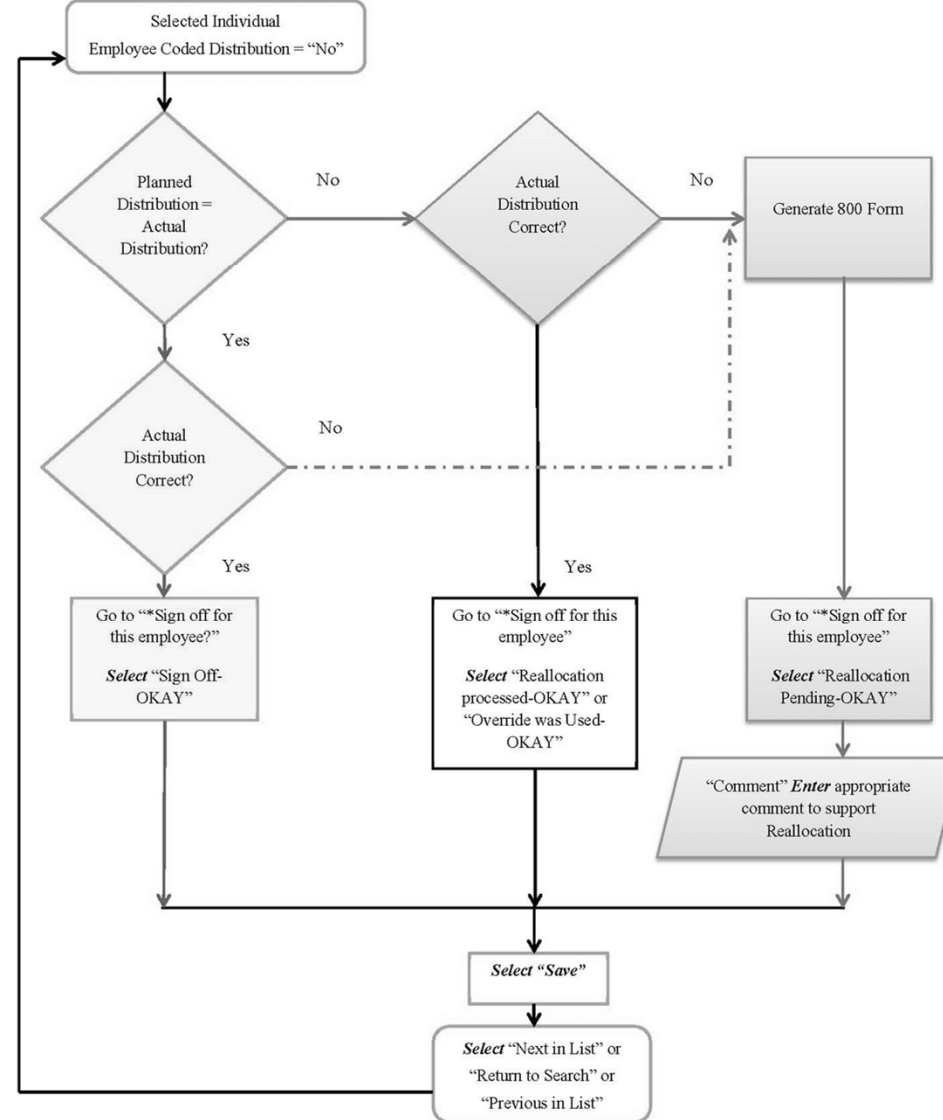 Selected Individual
Employee Coded Distribution = “No”
Planned
Distribution =
Actual
Distribution?
No
Actual
Distribution
Correct?
No
Generate 800 Form
Yes
Actual
Distribution
Correct?
No
Yes
Yes
Go to “*Sign off for
this employee?”
Select “Sign Off-
OKAY”
Go to “*Sign off for this
employee”
Select “Reallocation
processed-OKAY” or
“Override was Used-
OKAY”
Go to “*Sign off for
this employee”
Select “Reallocation
Pending-OKAY”
“Comment” Enter appropriate
comment to support
Reallocation
Select “Save”
Select “Next in List” or
“Return to Search” or
“Previous in List”